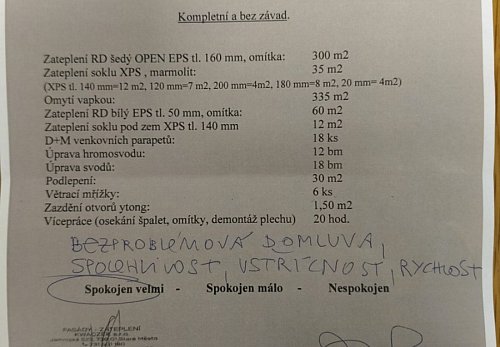 Kompletní a bez závad.
Zateplení RD šedý OPEN EPS tl. 160 mm, omítka: 300 m2
Zateplení soklu XPS , marmolit: 35 m2
(XPS tl. 140 mm=12 m2, 120 mm=7 m2, 200 mm=4m2, 180 mm=8 m2, 20 mm= 4m2)
Omytí vapkou: 335 m2
Zateplení RD bílý EPS tl. 50 mm, omítka: 60 m2
Zateplení soklu pod zem XPS tl. 140 mm 12 m2
D+M venkovních parapetů: 18 ks
Úprava hromosvodu: 12 bm
Úprava svodů: 18 bm
Podlepení: 30 m2
Větrací mřížky: 6 ks
Zazdění otvorů ytong: 1,50 m2
Vícepráce (osekání špalet, omítky, demontáž plechu) 20 hod.
BEZPROBLÉMOVÁ DOMLUVA,
SPOLEHLIVOST, VSTŘÍCNOST, RYCHLOST
Spokojen velmi - Spokojen málo - Nespokojen
FASÁDY - ZATEPLENÍ